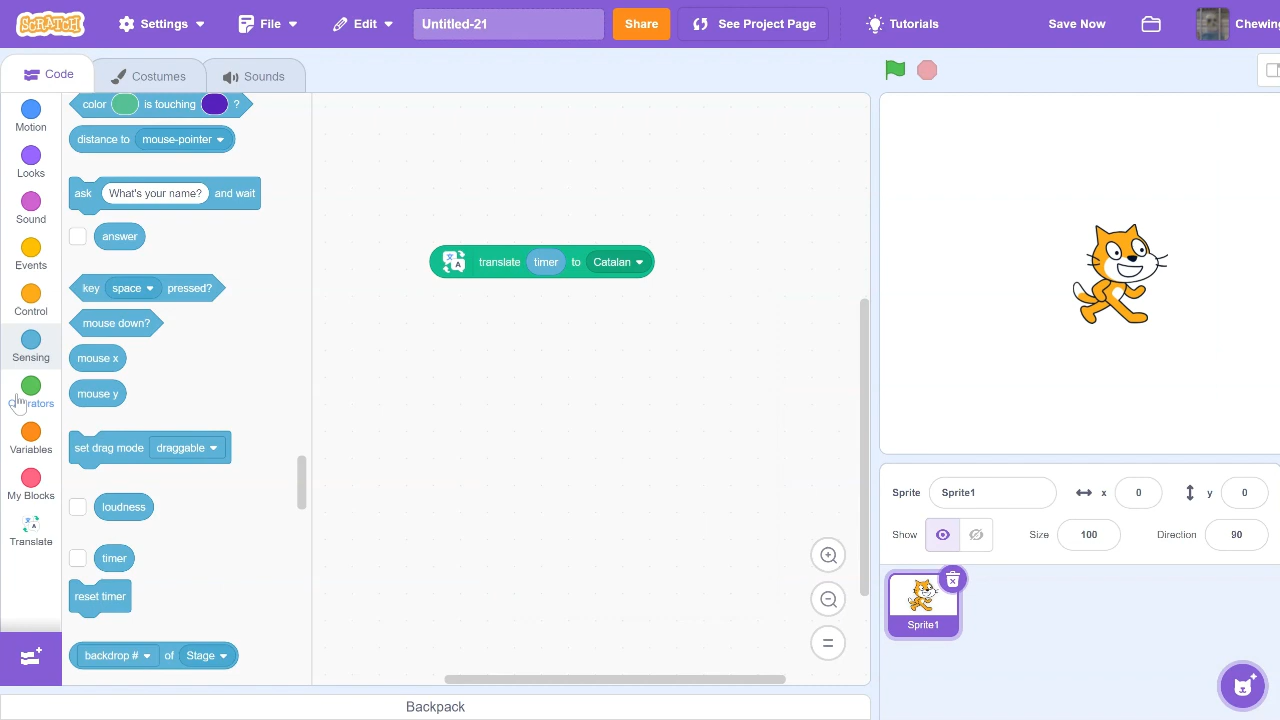 SCRATCH Settings File Edit Untitled-21 Share See Project Page Tutorials Save Now Chewing
Code Costumes Sounds
Motion
Looks
Sound
Events
Control
Sensing
Variables
My Blocks
Translate
color is touching ?
distance to mouse-pointer
ask What's your name? and wait
answer
key space pressed?
mouse down?
mouse x
mouse y
set drag mode draggable
loudness
timer
reset timer
backdrop # of Stage
translate timer to Catalan
Sprite Sprite1 x 0 y 0
Show Size 100 Direction 90
Sprite1
Backpack